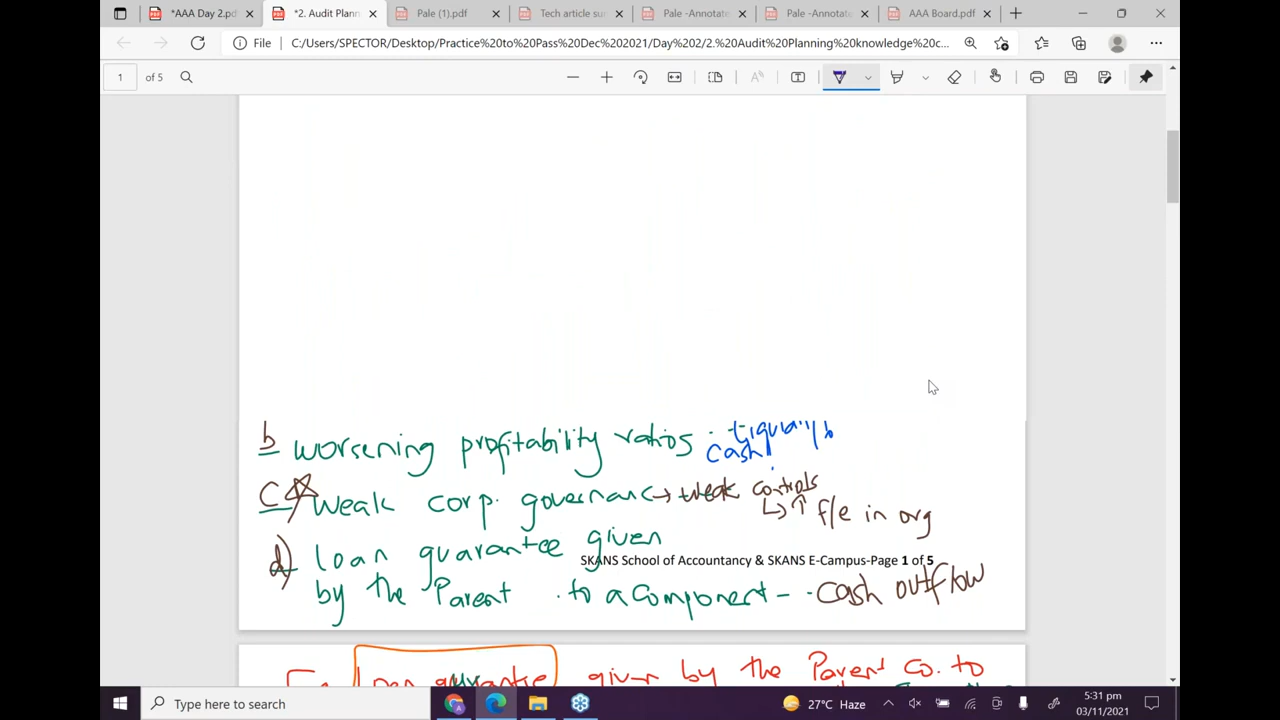 *AAA Day 2.pd
*2. Audit Plann
Pale (1).pdf
Tech article sur
Pale -Annotate
Pale -Annotate
AAA Board.pdf
File
C:/Users/SPECTOR/Desktop/Practice%20to%20Pass%20Dec%202021/Day%202/2.%20Audit%20Planning%20knowledge%20c...
1 of 5
b worsening profitability ratios
Cash
C weak corp. governance → weak controls
↳ ↑ f/e in org
d) loan guarantee given
SKANS School of Accountancy & SKANS E-Campus-Page 1 of 5
by the Parent to a component - cash outflow
Loan guarantee given by the Parent Co. to
Type here to search
27°C Haze
5:31 pm
03/11/2021